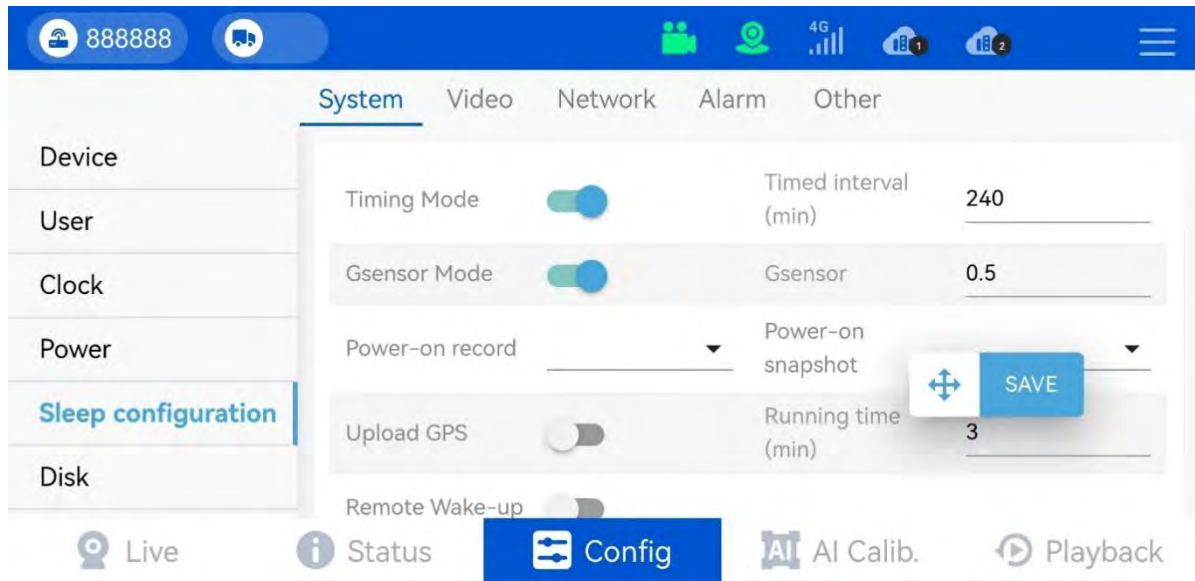 888888
4G
1
2
System Video Network Alarm Other
Device
User
Clock
Power
Sleep configuration
Disk
Timing Mode
Timed interval
(min)
240
Gsensor Mode
Gsensor
0.5
Power-on record
Power-on
snapshot
SAVE
Upload GPS
Running time
(min)
3
Remote Wake-up
Live
Status
Config
AI AI Calib.
Playback